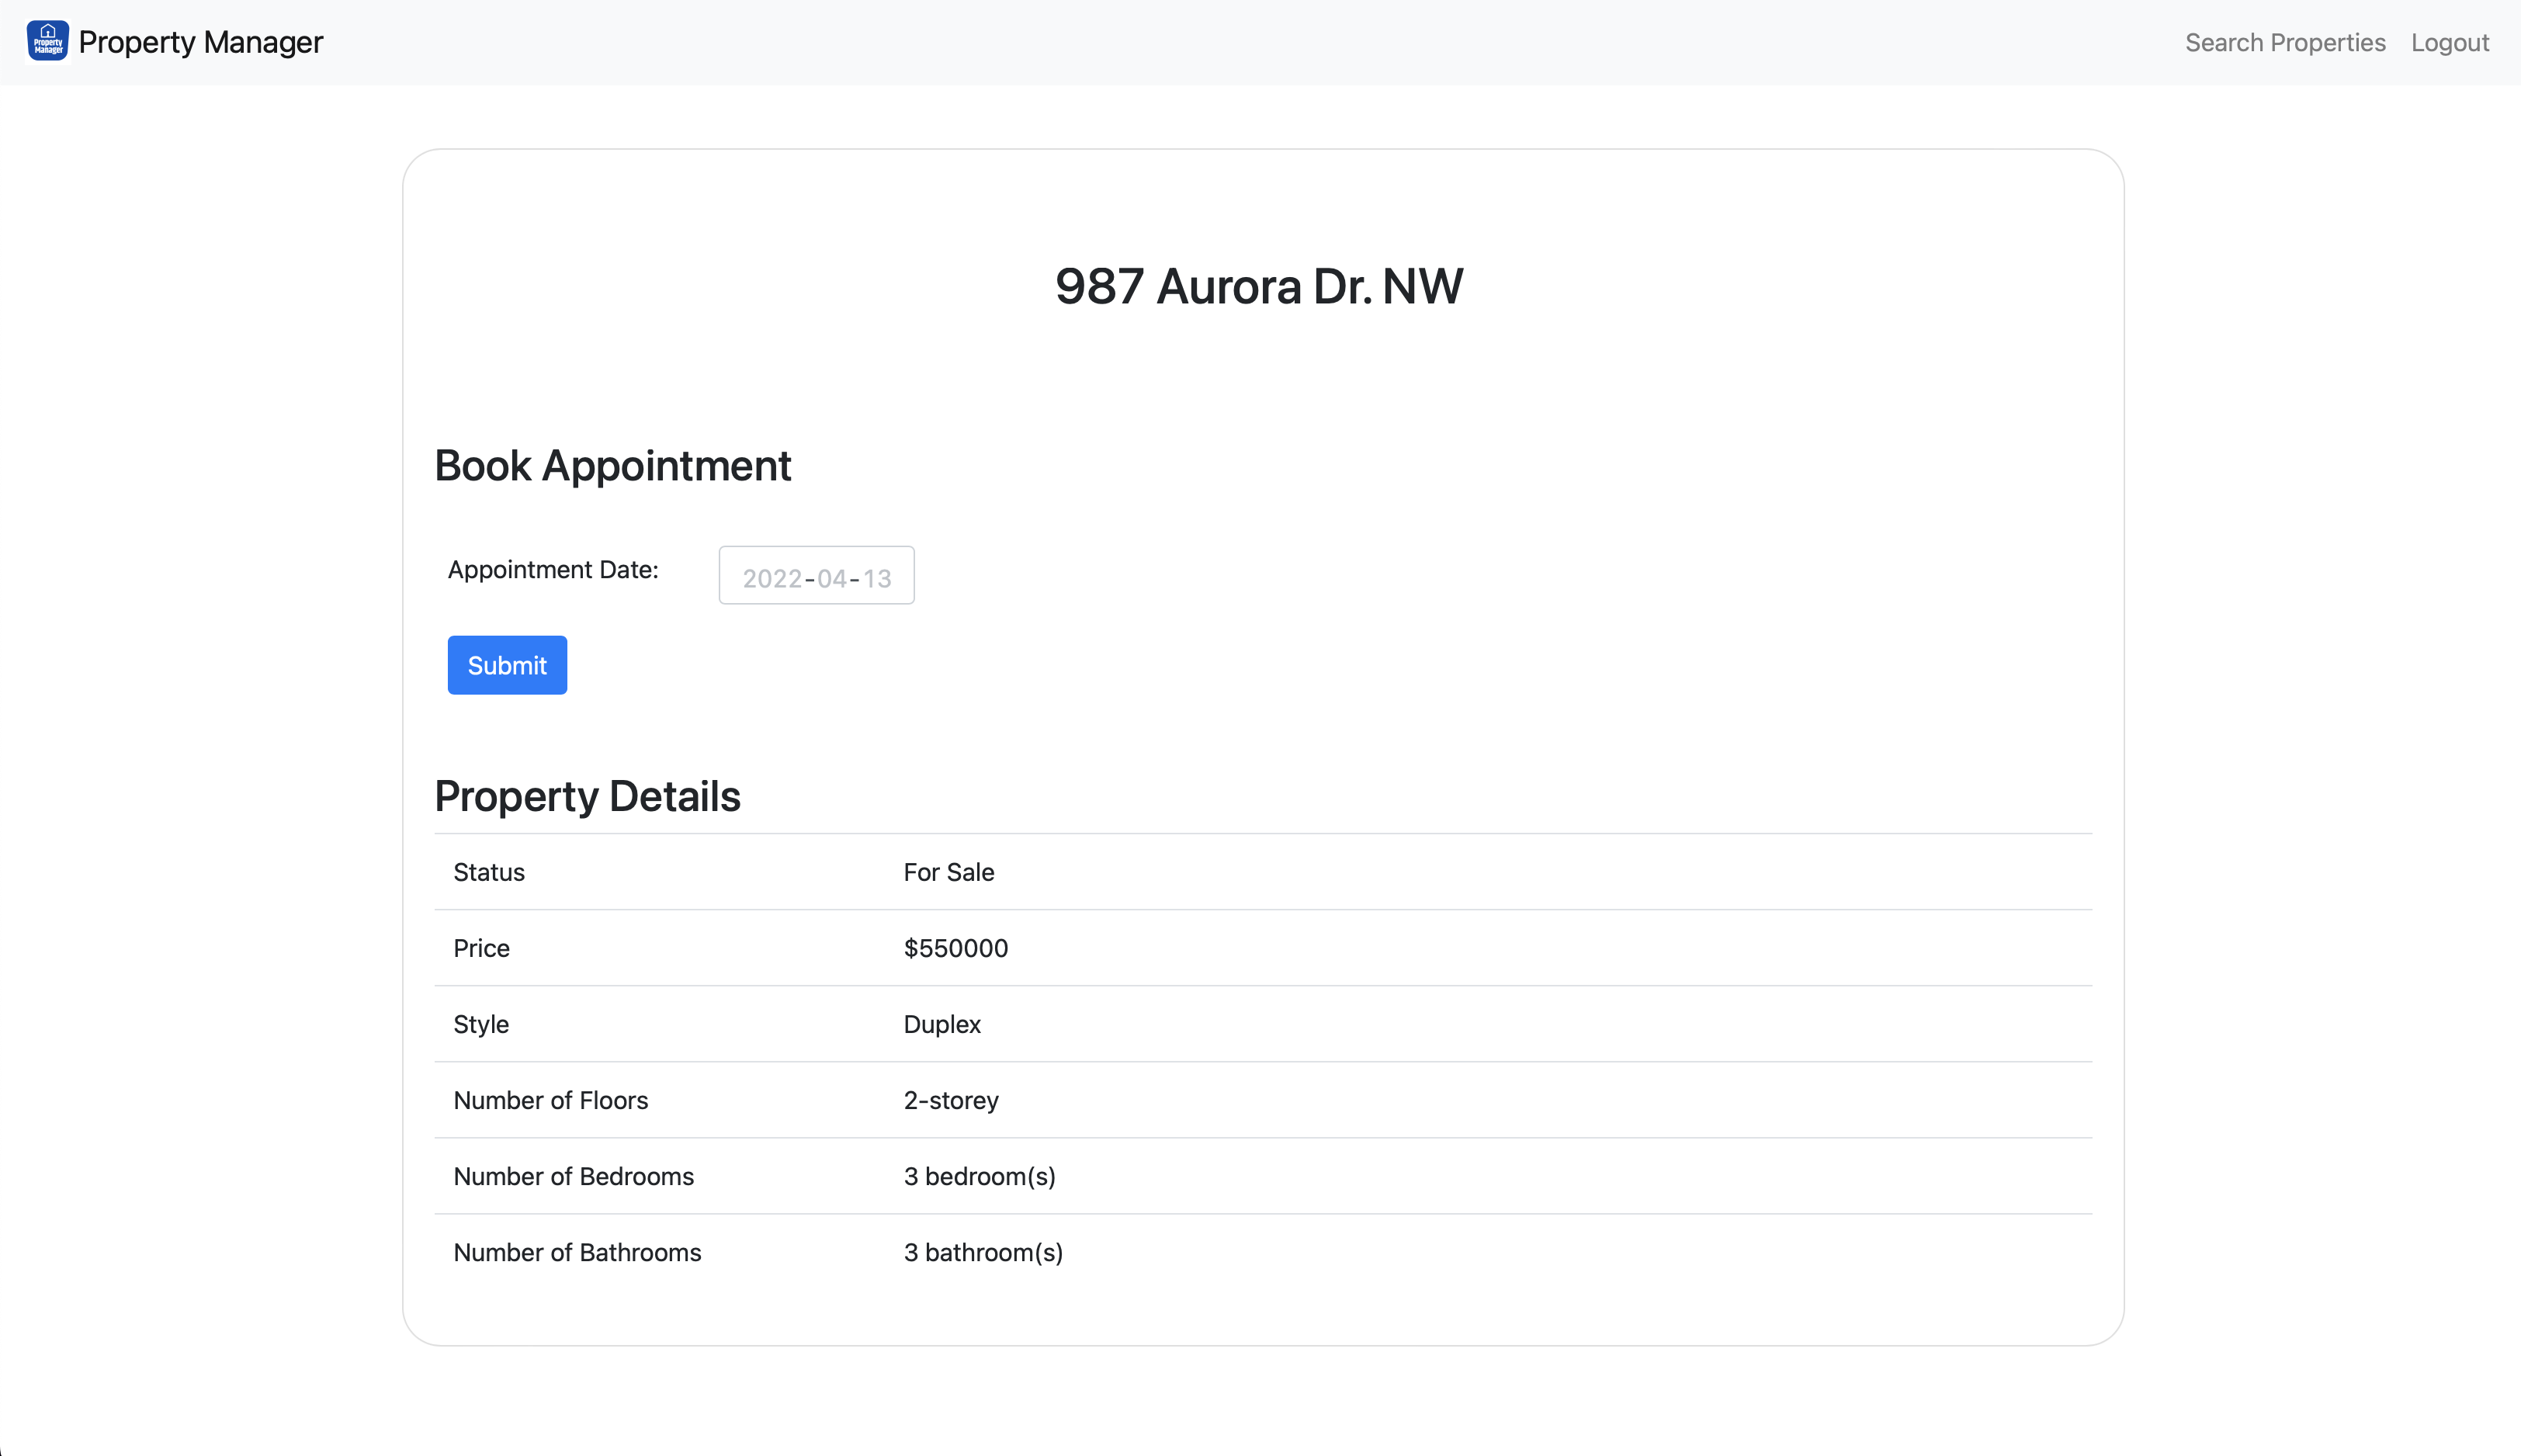 Property Manager
Property Manager
Search Properties Logout
987 Aurora Dr. NW
Book Appointment
Appointment Date: 2022-04-13
Submit
Property Details
Status For Sale
Price $550000
Style Duplex
Number of Floors 2-storey
Number of Bedrooms 3 bedroom(s)
Number of Bathrooms 3 bathroom(s)